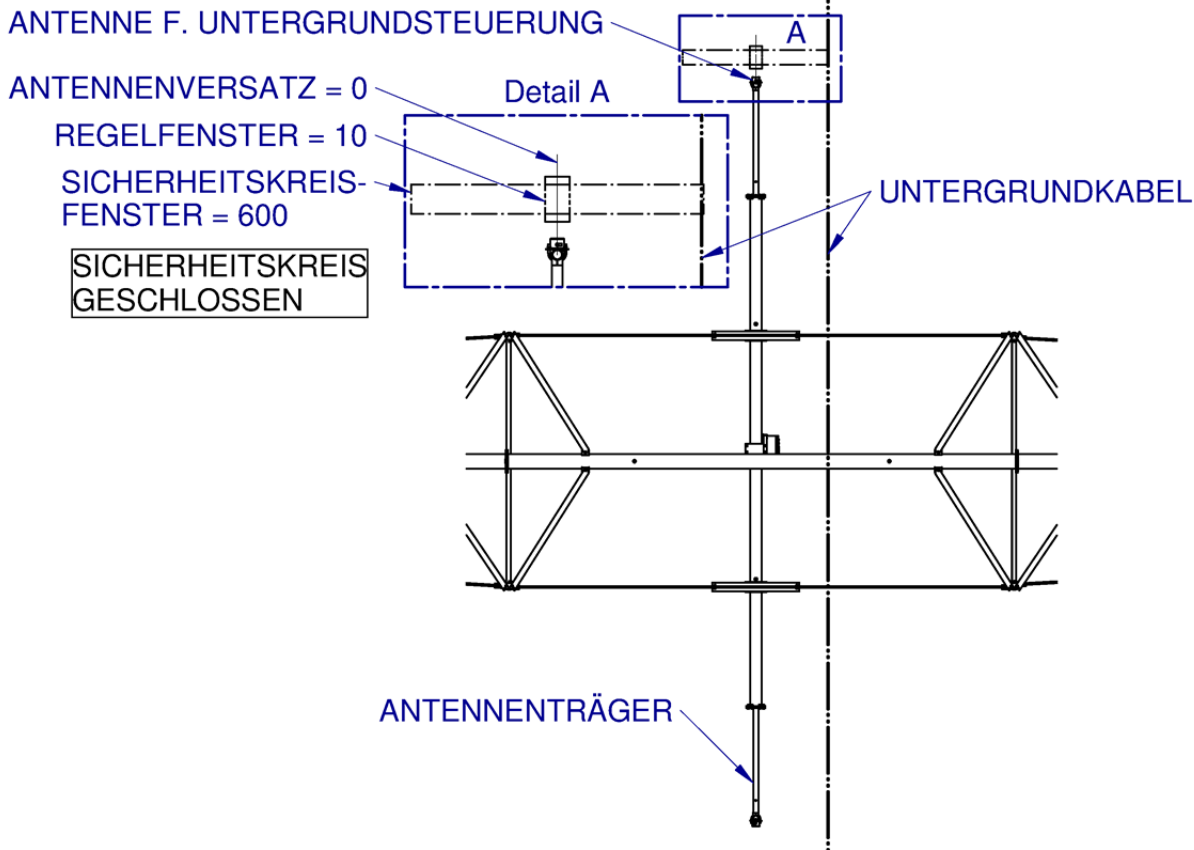 ANTENNE F. UNTERGRUNDSTEUERUNG
A
ANTENNENVERSATZ = 0
Detail A
REGELFENSTER = 10
SICHERHEITSKREIS-
FENSTER = 600
UNTERGRUNDKABEL
SICHERHEITSKREIS
GESCHLOSSEN
ANTENNENTRÄGER